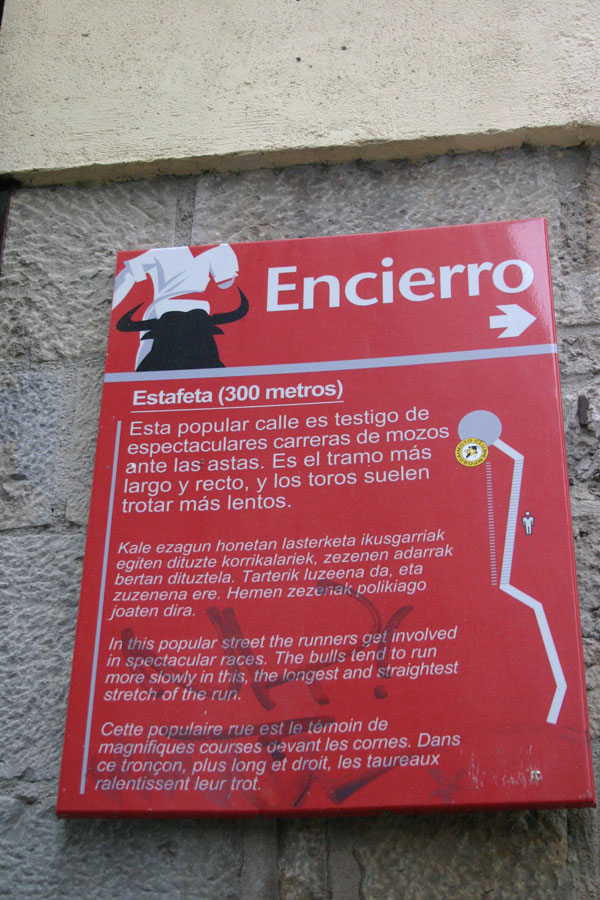 Encierro
Estafeta (300 metros)
Esta popular calle es testigo de
espectaculares carreras de mozos
ante las astas. Es el tramo más
largo y recto, y los toros suelen
trotar más lentos.
Kale ezagun honetan lasterketa ikusgarriak
egiten dituzte korrikalariek, zezenen adarrak
bertan dituztela. Tarterik luzeena da, eta
zuzenena ere. Hemen zezenak polikiago
joaten dira.
In this popular street the runners get involved
in spectacular races. The bulls tend to run
more slowly in this, the longest and straightest
stretch of the run.
Cette populaire rue est le témoin de
magnifiques courses devant les cornes. Dans
ce tronçon, plus long et droit, les taureaux
ralentissent leur trot.